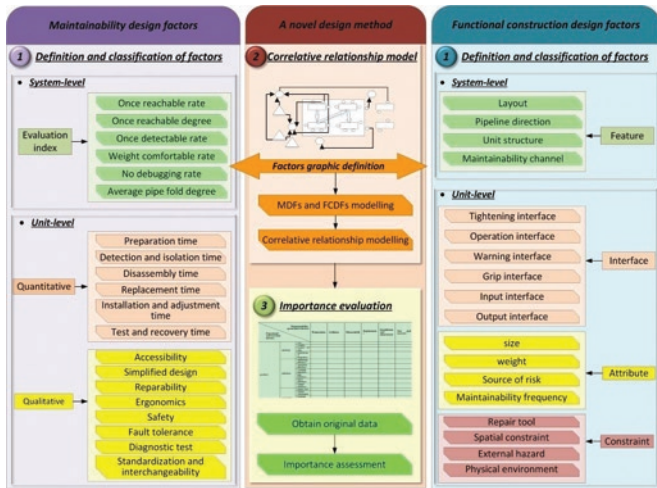 Maintainability design factors
1 Definition and classification of factors
• System-level
Evaluation
index
Once reachable rate
Once reachable degree
Once detectable rate
Weight comfortable rate
No debugging rate
Average pipe fold degree
• Unit-level
Quantitative
Preparation time
Detection and isolation time
Disassembly time
Replacement time
Installation and adjustment
time
Test and recovery time
Qualitative
Accessibility
Simplified design
Reparability
Ergonomics
Safety
Fault tolerance
Diagnostic test
Standardization and
interchangeability
A novel design method
2 Correlative relationship model
Factors graphic definition
MDFs and FCDFs modelling
Correlative relationship modelling
3 Importance evaluation
Obtain original data
Importance assessment
Functional construction design factors
1 Definition and classification of factors
• System-level
Layout
Pipeline direction
Unit structure
Maintainability channel
Feature
• Unit-level
Tightening interface
Operation interface
Warning interface
Grip interface
Input interface
Output interface
Interface
size
weight
Source of risk
Maintainability frequency
Attribute
Repair tool
Spatial constraint
External hazard
Physical environment
Constraint